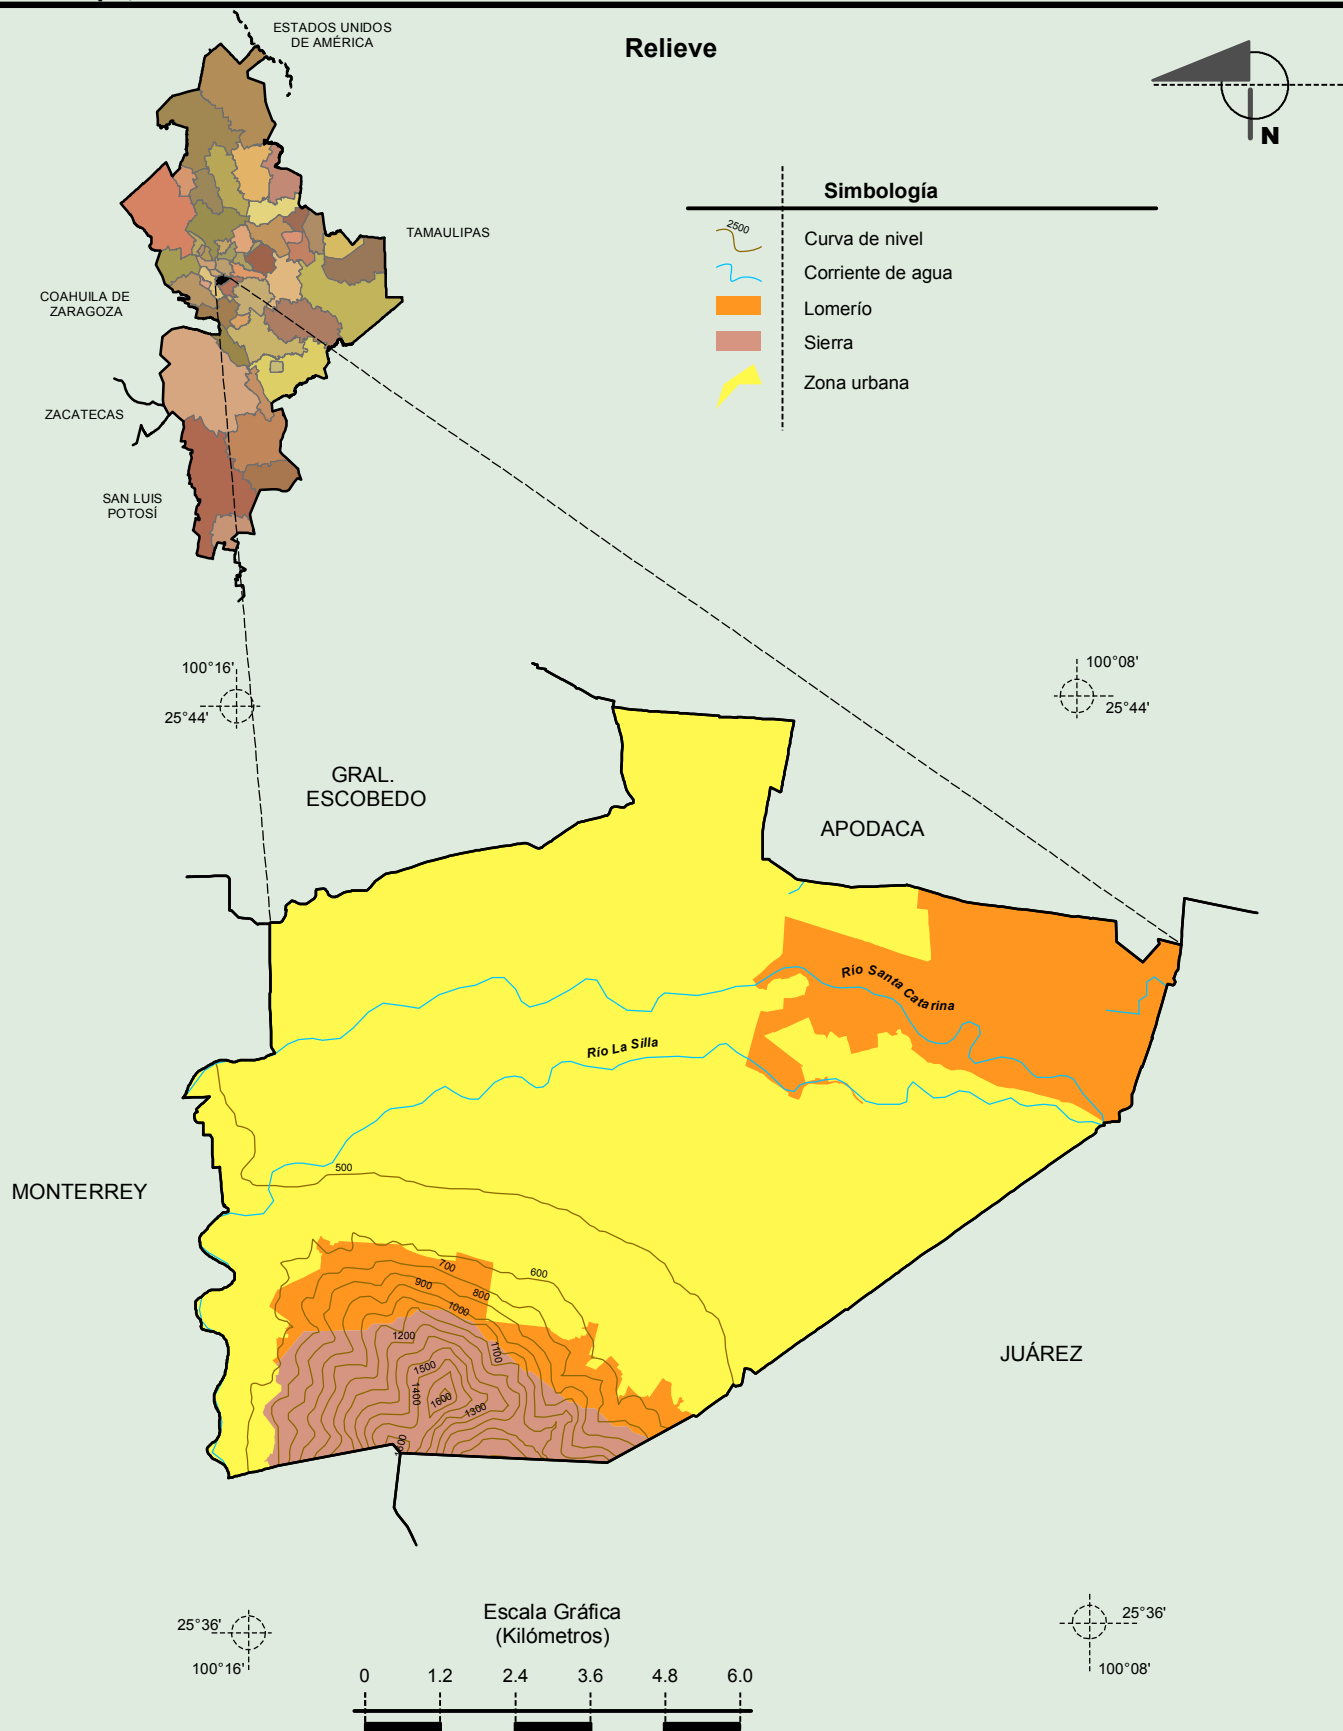 ESTADOS UNIDOS
DE AMÉRICA
Relieve
N
Simbología
2500
Curva de nivel
Corriente de agua
Lomerío
Sierra
Zona urbana
TAMAULIPAS
COAHUILA DE
ZARAGOZA
ZACATECAS
SAN LUIS
POTOSÍ
100°16'
25°44'
100°08'
25°44'
GRAL.
ESCOBEDO
APODACA
Río Santa Catarina
Río La Silla
MONTERREY
500
600
700
800
900
1000
1100
1200
1500
1400
1600
1300
JUÁREZ
25°36'
100°16'
25°36'
100°08'
Escala Gráfica
(Kilómetros)
0 1.2 2.4 3.6 4.8 6.0